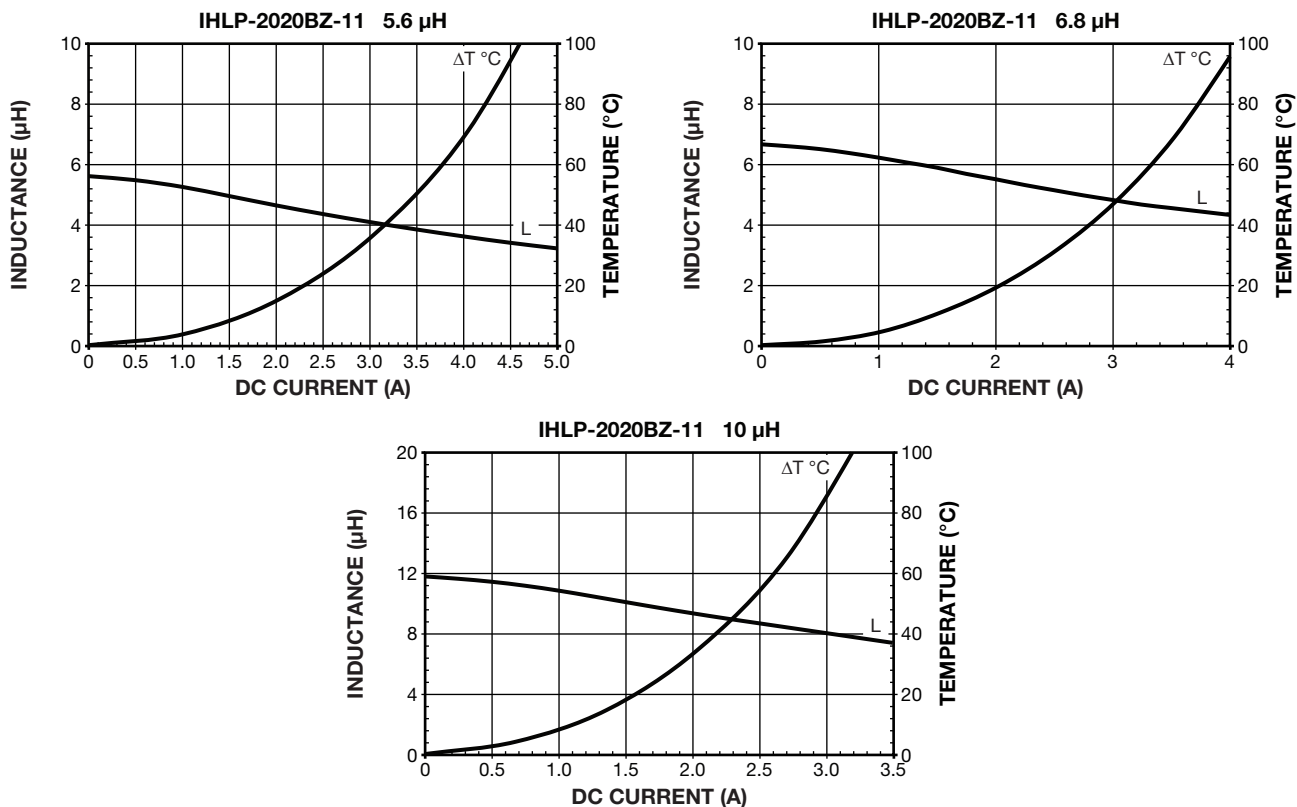 IHLP-2020BZ-11 5.6 µH
10
8
6
4
2
0
INDUCTANCE (µH)
100
80
60
40
20
0
TEMPERATURE (°C)
ΔT °C
L
0 0.5 1.0 1.5 2.0 2.5 3.0 3.5 4.0 4.5 5.0
DC CURRENT (A)
IHLP-2020BZ-11 6.8 µH
10
8
6
4
2
0
INDUCTANCE (µH)
100
80
60
40
20
0
TEMPERATURE (°C)
ΔT °C
L
0 1 2 3 4
DC CURRENT (A)
IHLP-2020BZ-11 10 µH
20
16
12
8
4
0
INDUCTANCE (µH)
100
80
60
40
20
0
TEMPERATURE (°C)
ΔT °C
L
0 0.5 1.0 1.5 2.0 2.5 3.0 3.5
DC CURRENT (A)